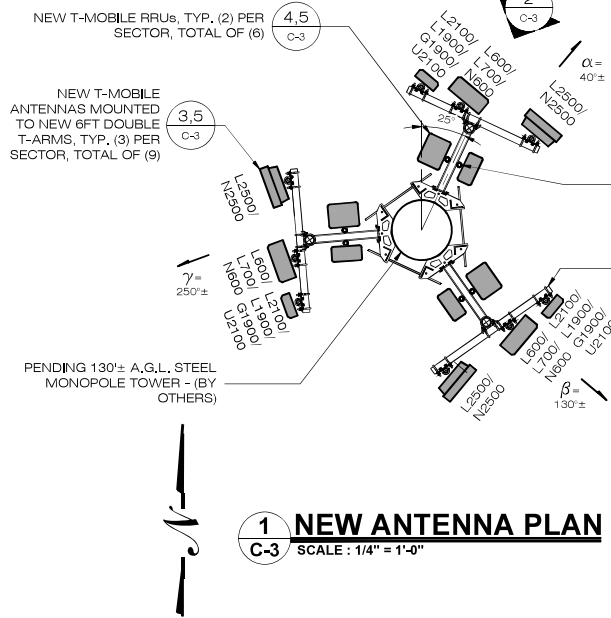 NEW T-MOBILE RRUs, TYP. (2) PER
SECTOR, TOTAL OF (6)
4,5
C-3
2
C-3
L2100/
L1900/
G1900/
U2100
L600/
L700/
N600
L2500/
N2500
α=
40°±
25°
NEW T-MOBILE
ANTENNAS MOUNTED
TO NEW 6FT DOUBLE
T-ARMS, TYP. (3) PER
SECTOR, TOTAL OF (9)
3,5
C-3
L2500/
N2500
L600/
L700/
N600
L2100/
L1900/
G1900/
U2100
γ=
250°±
L2100/
L1900/
G1900/
U2100
L600/
L700/
N600
L2500/
N2500
β=
130°±
PENDING 130'± A.G.L. STEEL
MONOPOLE TOWER - (BY
OTHERS)
N
1
C-3
NEW ANTENNA PLAN
SCALE : 1/4" = 1'-0"